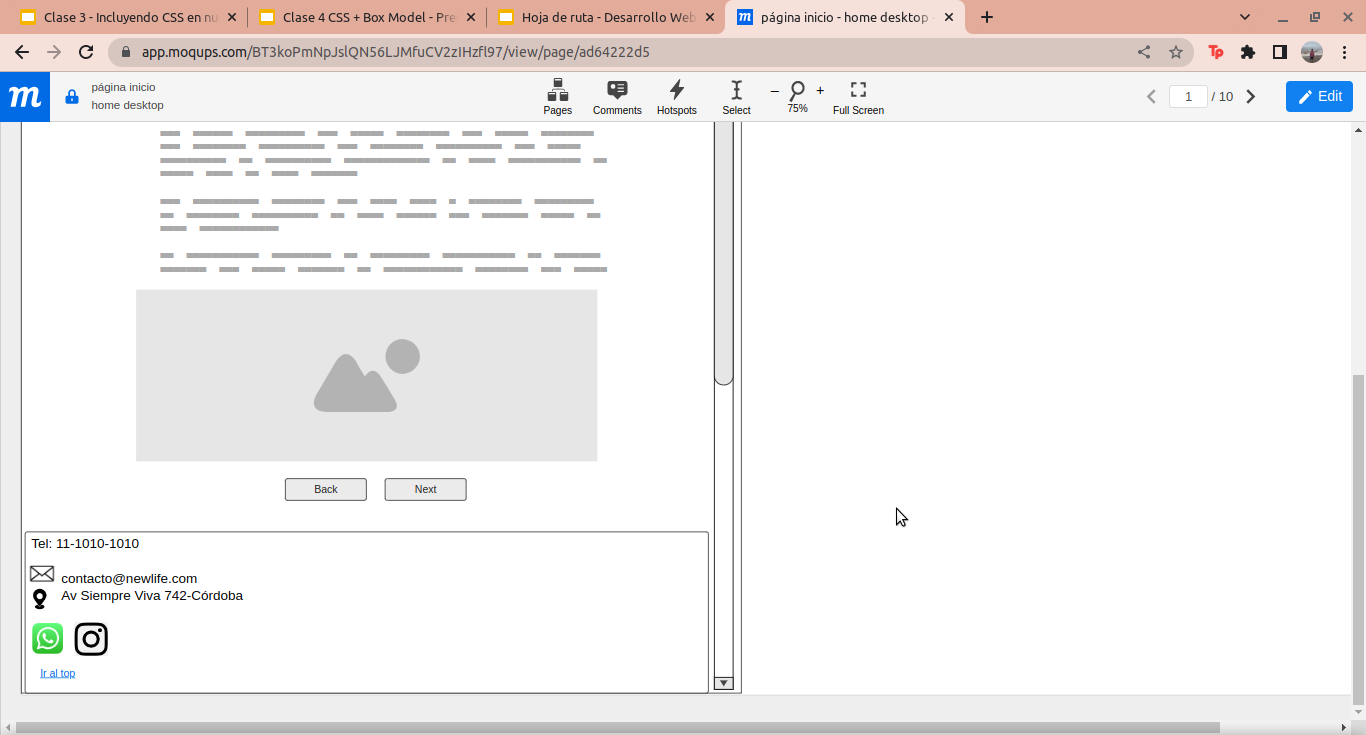 Clase 3 - Incluyendo CSS en nu
Clase 4 CSS + Box Model - Pre
Hoja de ruta - Desarrollo Web
página inicio - home desktop
app.moqups.com/BT3koPmNpJslQN56LJMfuCV2zIHzfl97/view/page/ad64222d5
Tp
m
página inicio
home desktop
Pages
Comments
Hotspots
Select
– 75% +
Full Screen
1 / 10
Edit
Back
Next
Tel: 11-1010-1010
contacto@newlife.com
Av Siempre Viva 742-Córdoba
Ir al top